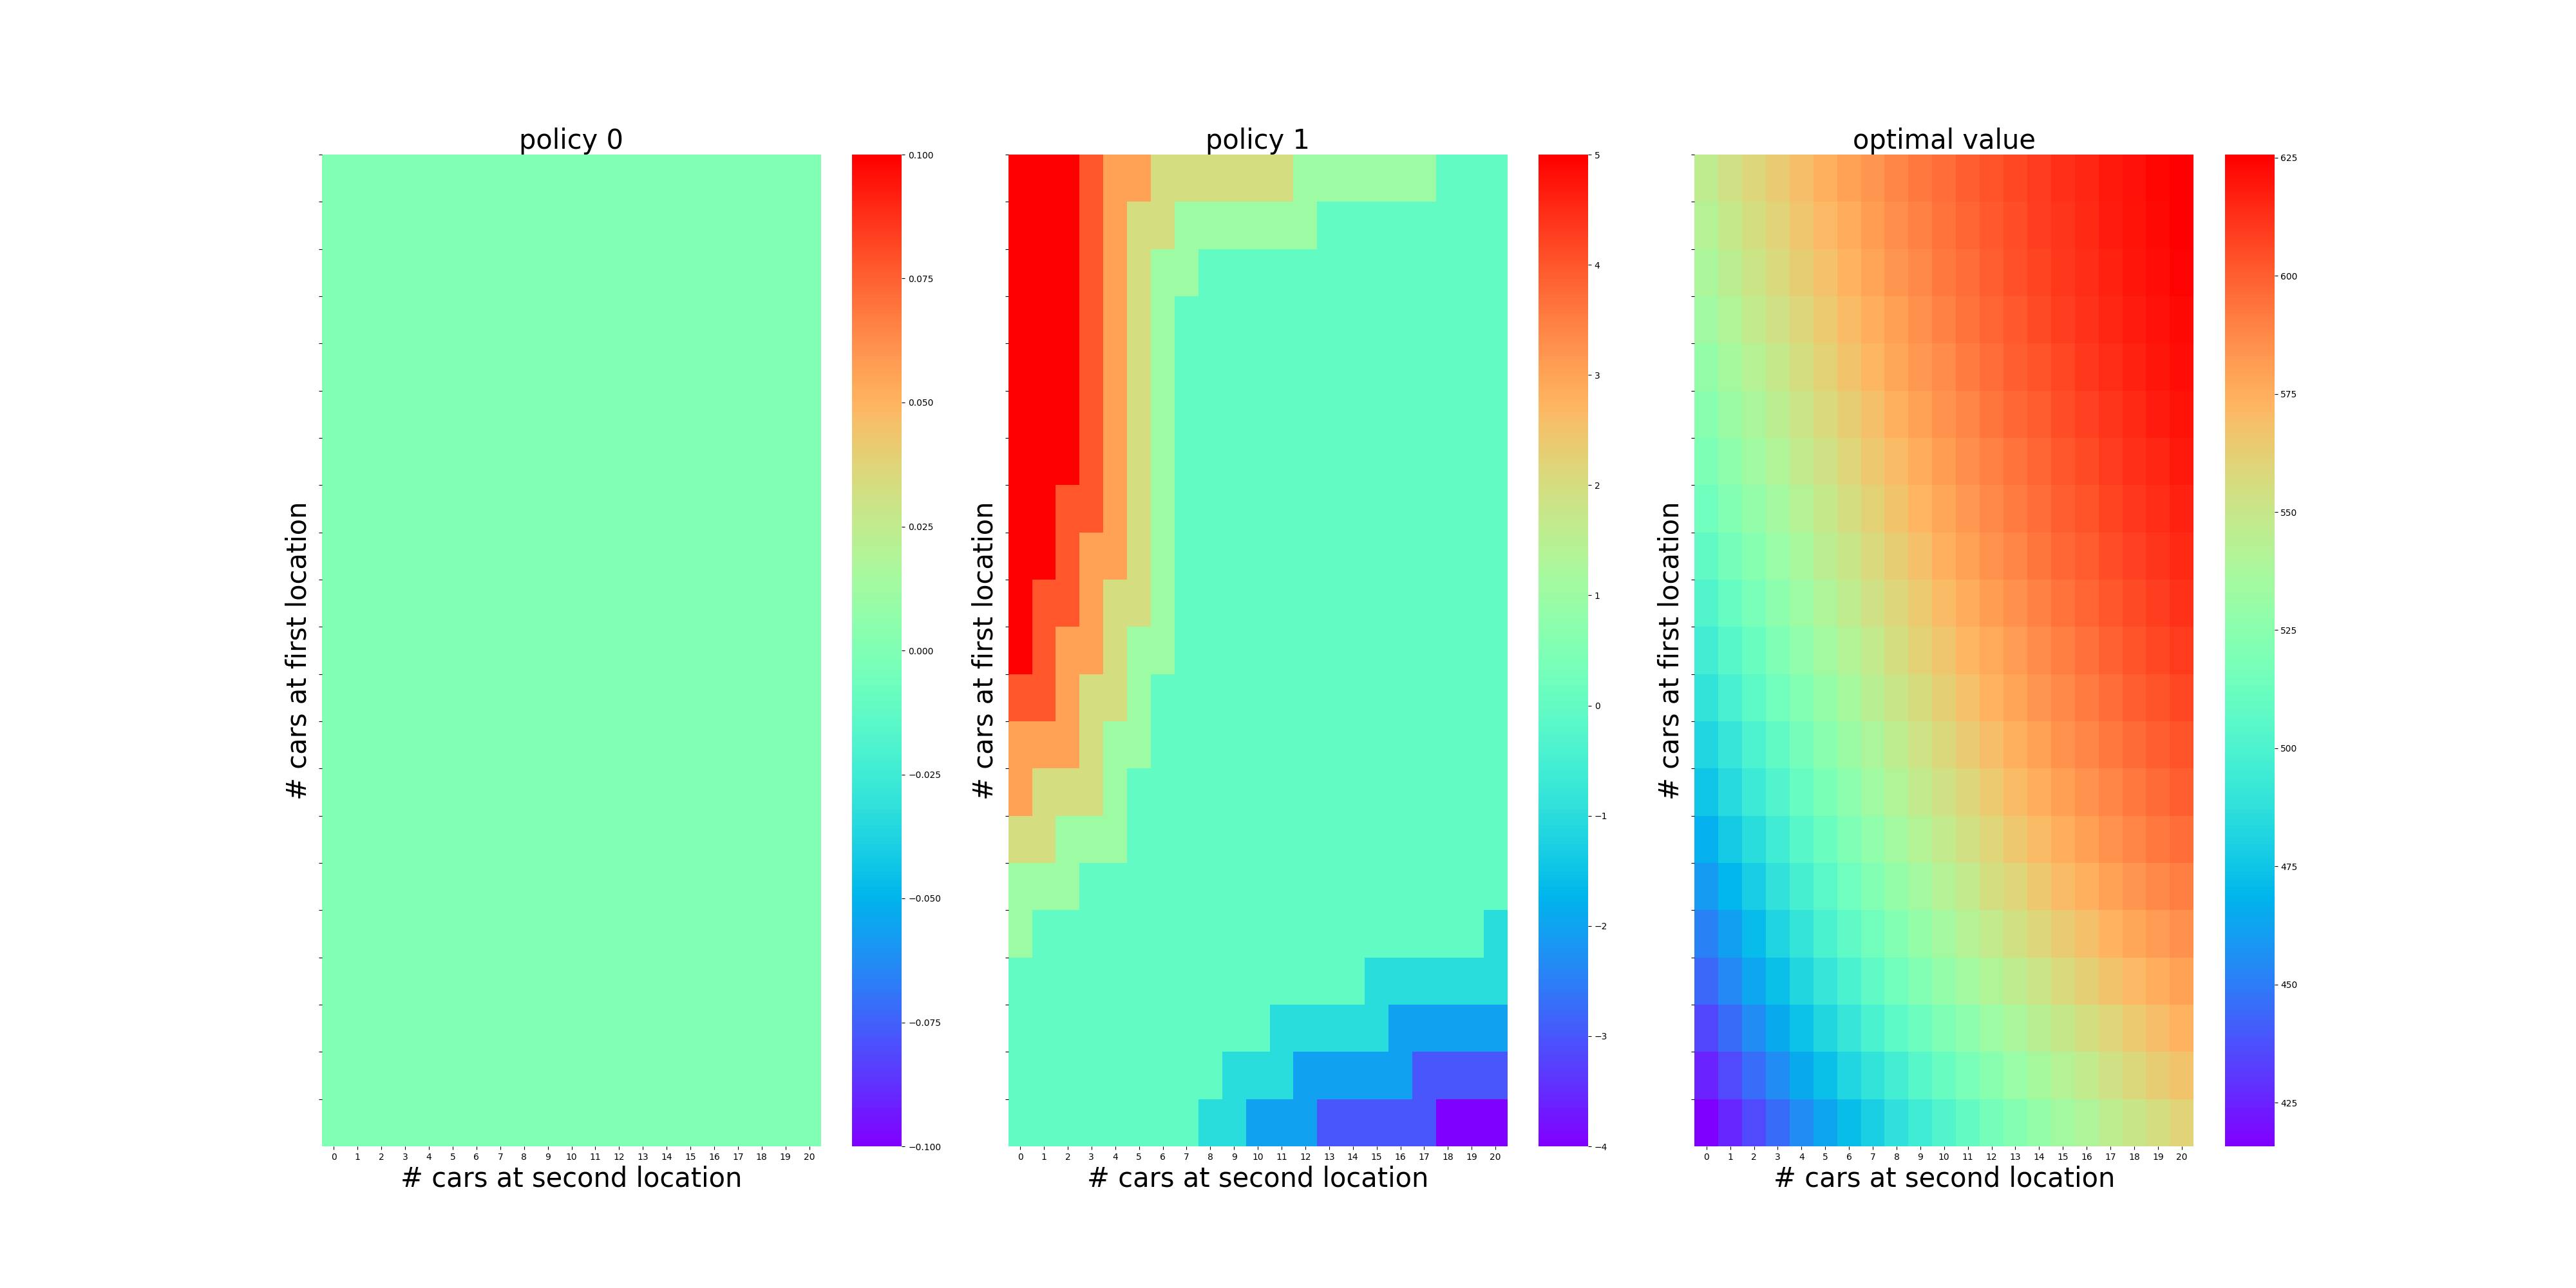 policy 0
policy 1
optimal value
# cars at first location
0.100
0.075
0.050
0.025
0.000
−0.025
−0.050
−0.075
−0.100
0 1 2 3 4 5 6 7 8 9 10 11 12 13 14 15 16 17 18 19 20
# cars at second location
# cars at first location
5
4
3
2
1
0
−1
−2
−3
−4
0 1 2 3 4 5 6 7 8 9 10 11 12 13 14 15 16 17 18 19 20
# cars at second location
# cars at first location
625
600
575
550
525
500
475
450
425
0 1 2 3 4 5 6 7 8 9 10 11 12 13 14 15 16 17 18 19 20
# cars at second location